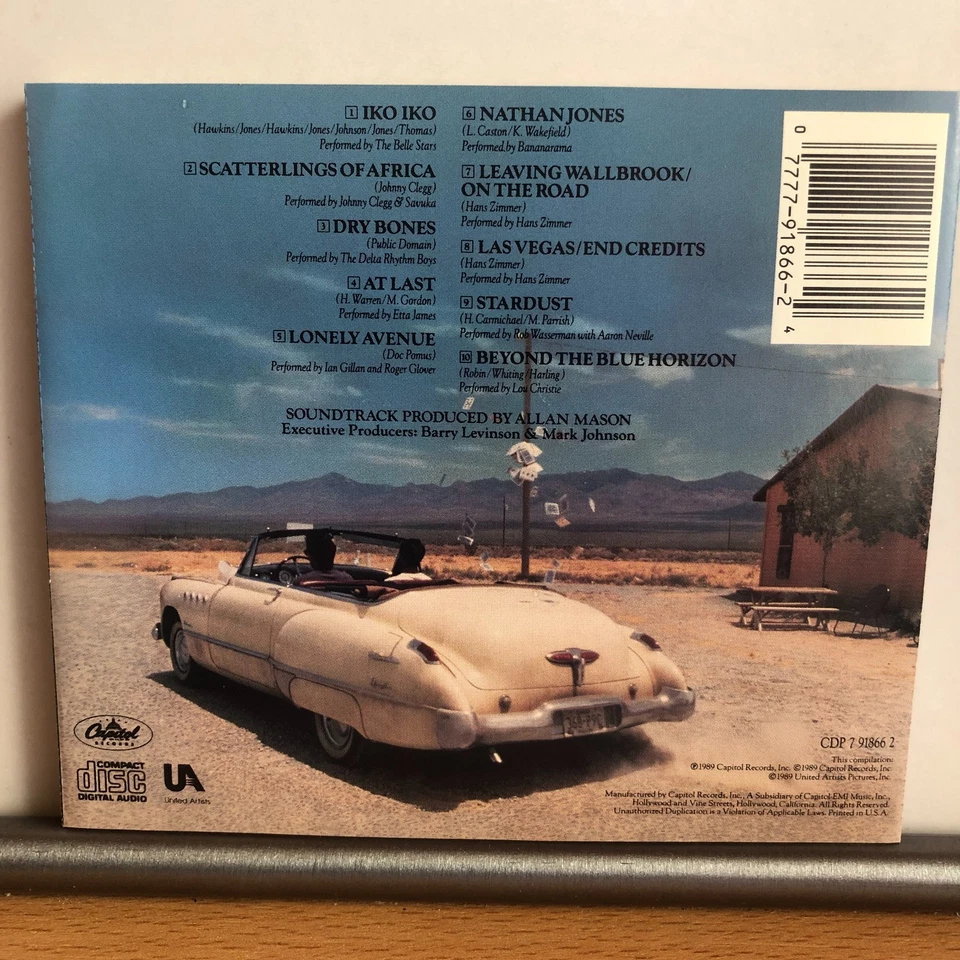 1 IKO IKO
(Hawkins/Jones/Hawkins/Jones/Johnson/Jones/Thomas)
Performed by The Belle Stars
2 SCATTERLINGS OF AFRICA
(Johnny Clegg)
Performed by Johnny Clegg & Savuka
3 DRY BONES
(Public Domain)
Performed by The Delta Rhythm Boys
4 AT LAST
(H. Warren/M. Gordon)
Performed by Etta James
5 LONELY AVENUE
(Doc Pomus)
Performed by Ian Gillan and Roger Glover
6 NATHAN JONES
(L. Caston/K. Wakefield)
Performed by Bananarama
7 LEAVING WALLBROOK/
ON THE ROAD
(Hans Zimmer)
Performed by Hans Zimmer
8 LAS VEGAS/END CREDITS
(Hans Zimmer)
Performed by Hans Zimmer
9 STARDUST
(H. Carmichael/M. Parrish)
Performed by Rob Wasserman with Aaron Neville
10 BEYOND THE BLUE HORIZON
(Robin/Whiting/Harling)
Performed by Lou Christie
SOUNDTRACK PRODUCED BY ALLAN MASON
Executive Producers: Barry Levinson & Mark Johnson
0 7777-91866-2 4
Capitol
RECORDS
COMPACT
disc
DIGITAL AUDIO
UA
United Artists
CDP 7 91866 2
This compilation:
℗1989 Capitol Records, Inc. ©1989 Capitol Records, Inc.
©1989 United Artists Pictures, Inc.
Manufactured by Capitol Records, Inc., A Subsidiary of Capitol-EMI Music, Inc.,
Hollywood and Vine Streets, Hollywood, California. All Rights Reserved.
Unauthorized Duplication is a Violation of Applicable Laws. Printed in U.S.A.